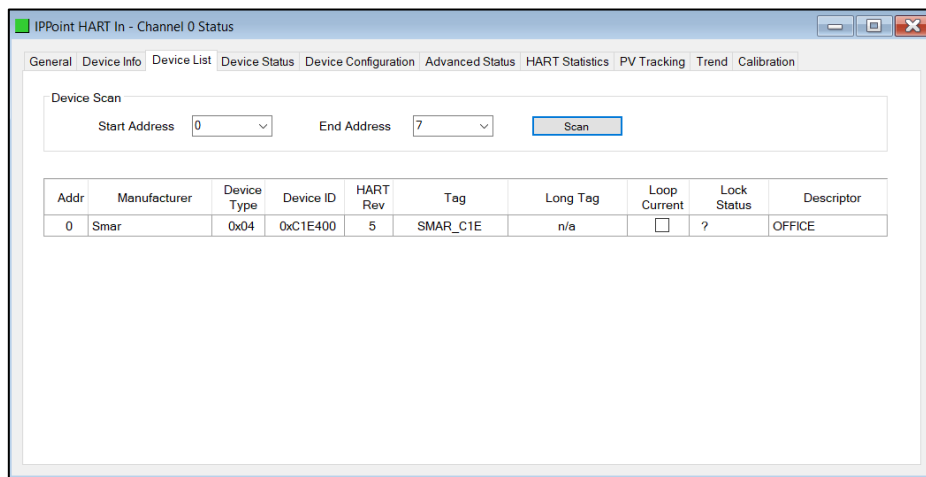 IPPoint HART In - Channel 0 Status
General Device Info Device List Device Status Device Configuration Advanced Status HART Statistics PV Tracking Trend Calibration
Device Scan
Start Address 0 End Address 7 Scan
Addr Manufacturer Device Type Device ID HART Rev Tag Long Tag Loop Current Lock Status Descriptor
0 Smar 0x04 0xC1E400 5 SMAR_C1E n/a ? OFFICE